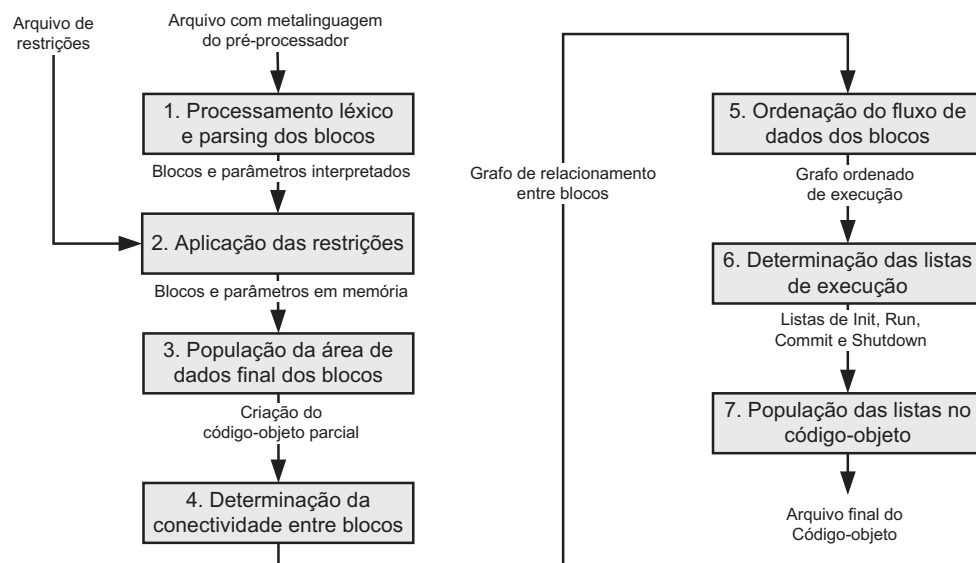 Arquivo de
restrições
Arquivo com metalinguagem
do pré-processador
1. Processamento léxico
e parsing dos blocos
Blocos e parâmetros interpretados
2. Aplicação das restrições
Blocos e parâmetros em memória
3. População da área de
dados final dos blocos
Criação do
código-objeto parcial
4. Determinação da
conectividade entre blocos
Grafo de relacionamento
entre blocos
5. Ordenação do fluxo de
dados dos blocos
Grafo ordenado
de execução
6. Determinação das listas
de execução
Listas de Init, Run,
Commit e Shutdown
7. População das listas no
código-objeto
Arquivo final do
Código-objeto